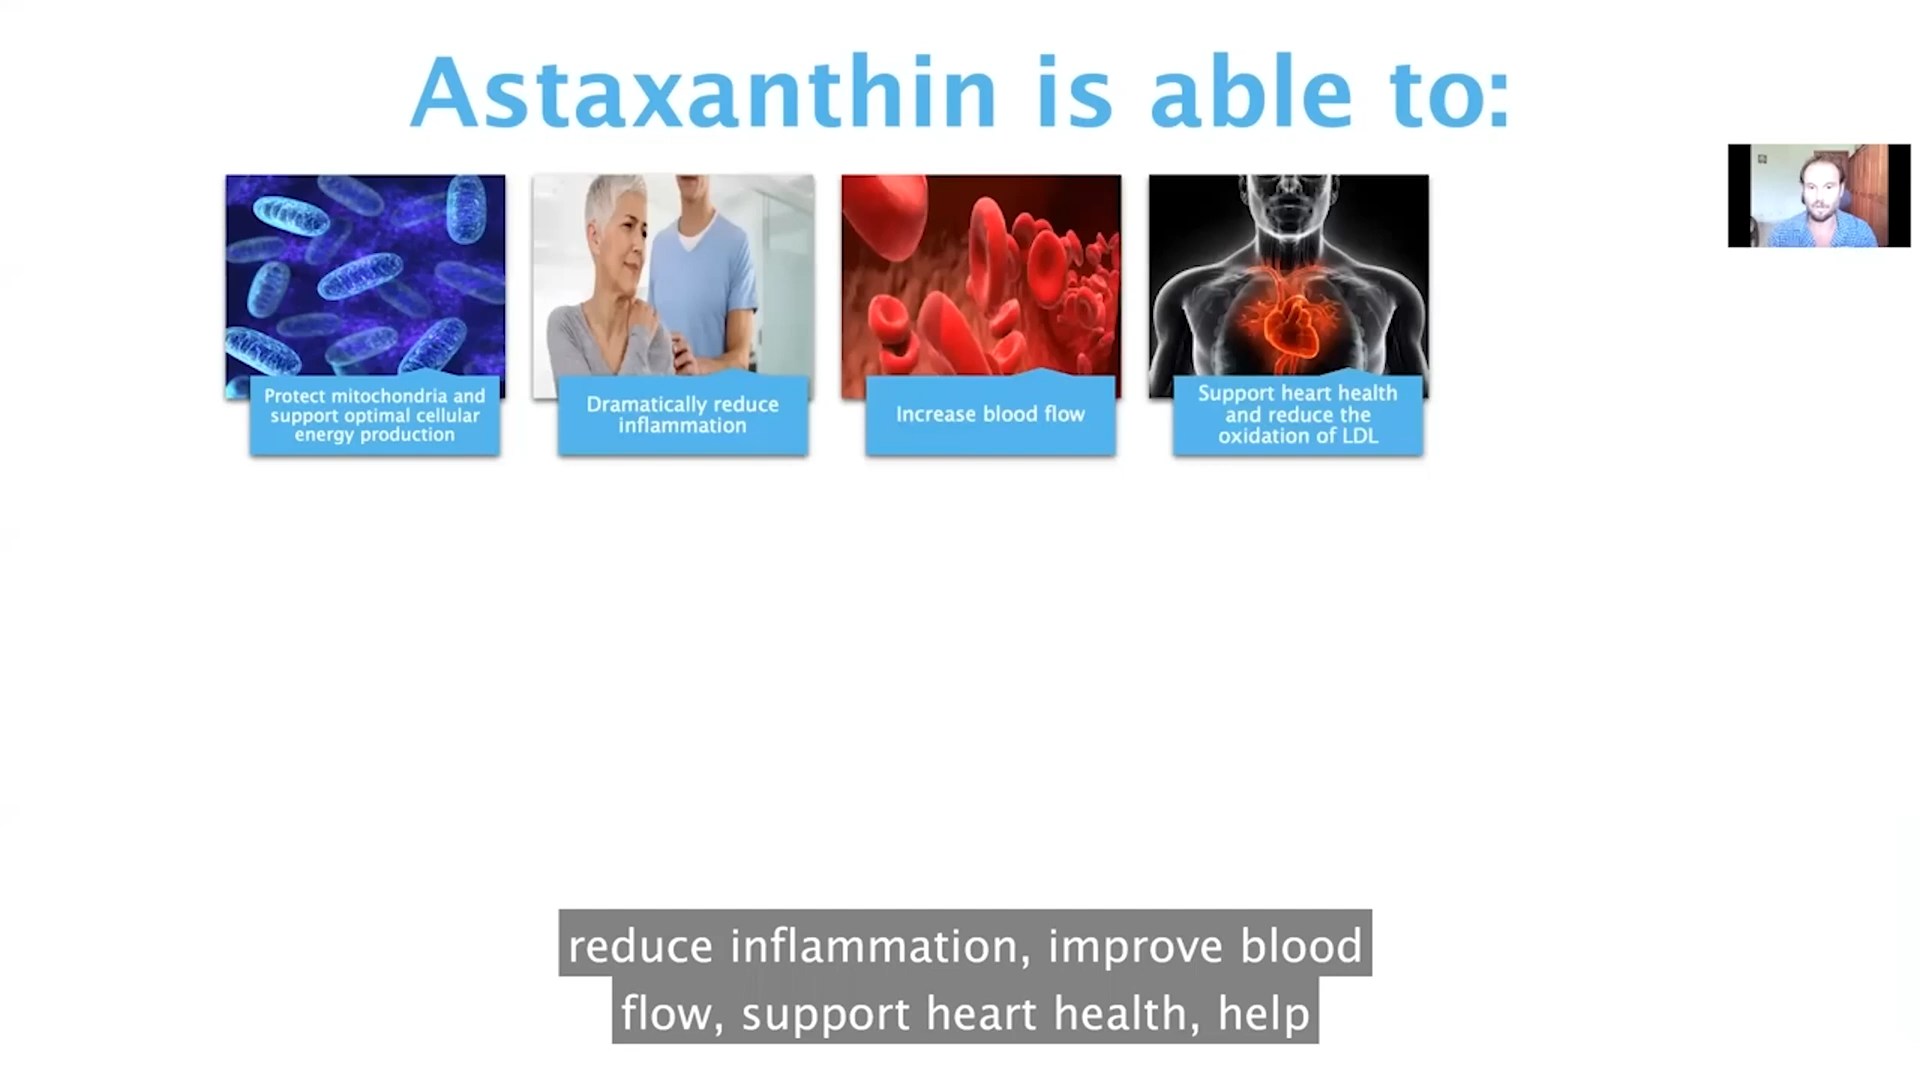 Astaxanthin is able to:
Protect mitochondria and
support optimal cellular
energy production
Dramatically reduce
inflammation
Increase blood flow
Support heart health
and reduce the
oxidation of LDL
reduce inflammation, improve blood
flow, support heart health, help